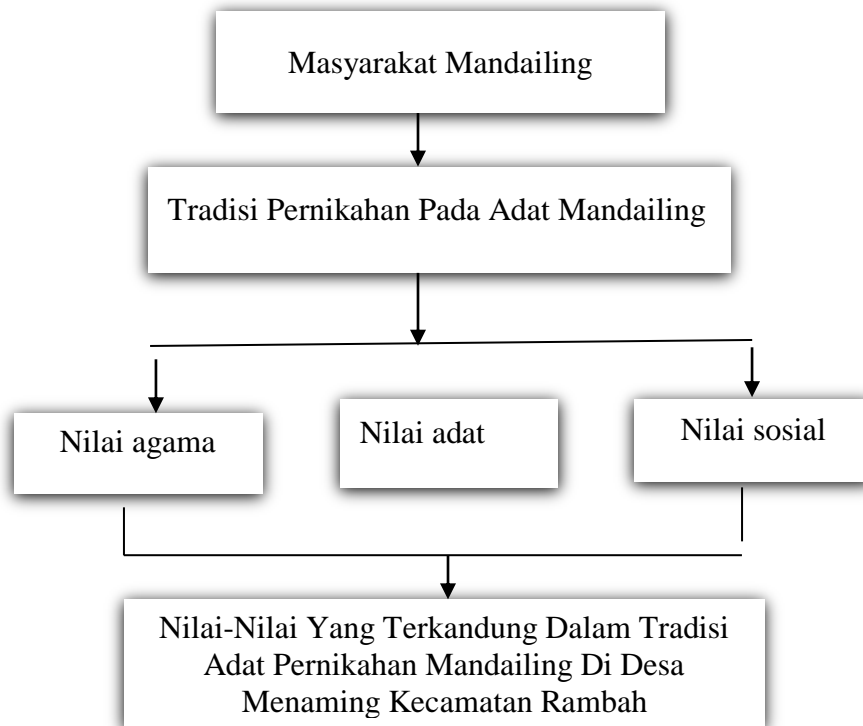 Masyarakat Mandailing
Tradisi Pernikahan Pada Adat Mandailing
Nilai agama
Nilai adat
Nilai sosial
Nilai-Nilai Yang Terkandung Dalam Tradisi
Adat Pernikahan Mandailing Di Desa
Menaming Kecamatan Rambah